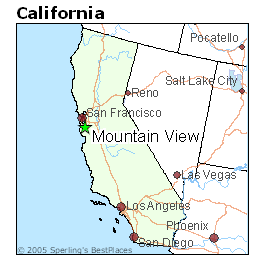 California
Pocatello
Reno
Salt Lake City
San Francisco
Mountain View
Las Vegas
Los Angeles
Phoenix
San Diego
© 2005 Sperling's BestPlaces